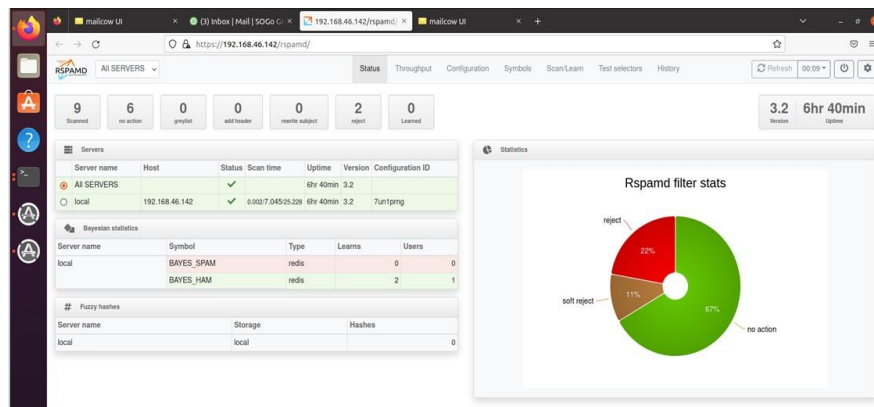 mailcow UI
(3) Inbox | Mail | SOGo G
192.168.46.142/rspamd/
mailcow UI
https://192.168.46.142/rspamd/
RSPAMD
All SERVERS
Status Throughput Configuration Symbols Scan/Learn Test selectors History
Refresh 00:09
9 6 0 0 0 2 0 3.2 6hr 40min
Scanned no action greylist add header rewrite subject reject Learned Version Uptime
Servers
Server name Host Status Scan time Uptime Version Configuration ID
All SERVERS 6hr 40min 3.2
local 192.168.46.142 0.002/7.045/25.228 6hr 40min 3.2 7un1prng
Bayesian statistics
Server name Symbol Type Learns Users
local BAYES_SPAM redis 0 0
BAYES_HAM redis 2 1
# Fuzzy hashes
Server name Storage Hashes
local local 0
Statistics
Rspamd filter stats
reject
22%
soft reject
11%
67%
no action